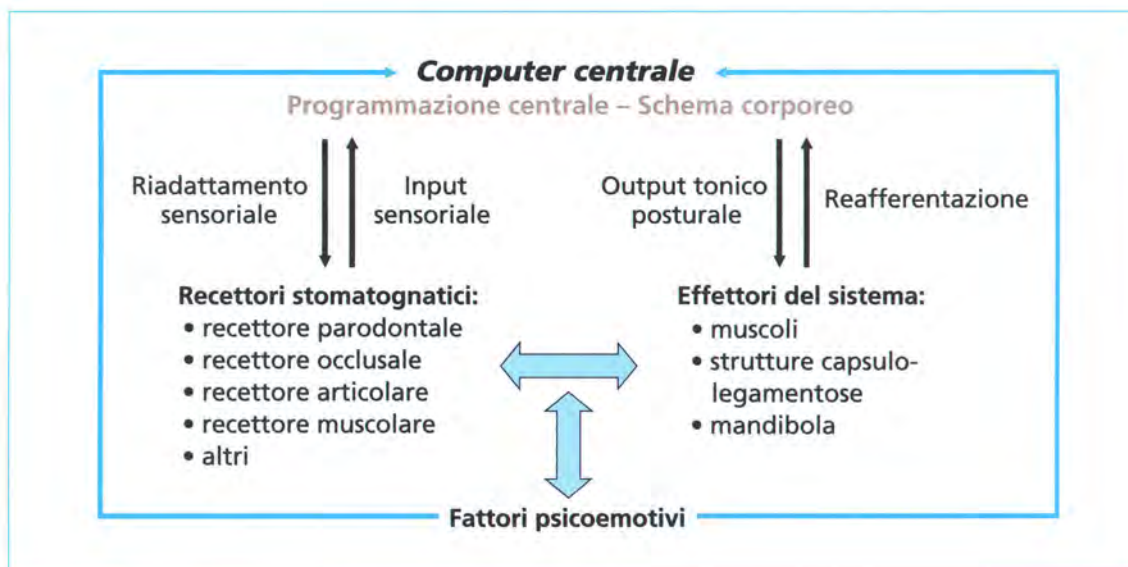 Computer centrale
Programmazione centrale – Schema corporeo
Riadattamento
sensoriale
Input
sensoriale
Output tonico
posturale
Reafferentazione
Recettori stomatognatici:
• recettore parodontale
• recettore occlusale
• recettore articolare
• recettore muscolare
• altri
Effettori del sistema:
• muscoli
• strutture capsulo-
legamentose
• mandibola
Fattori psicoemotivi